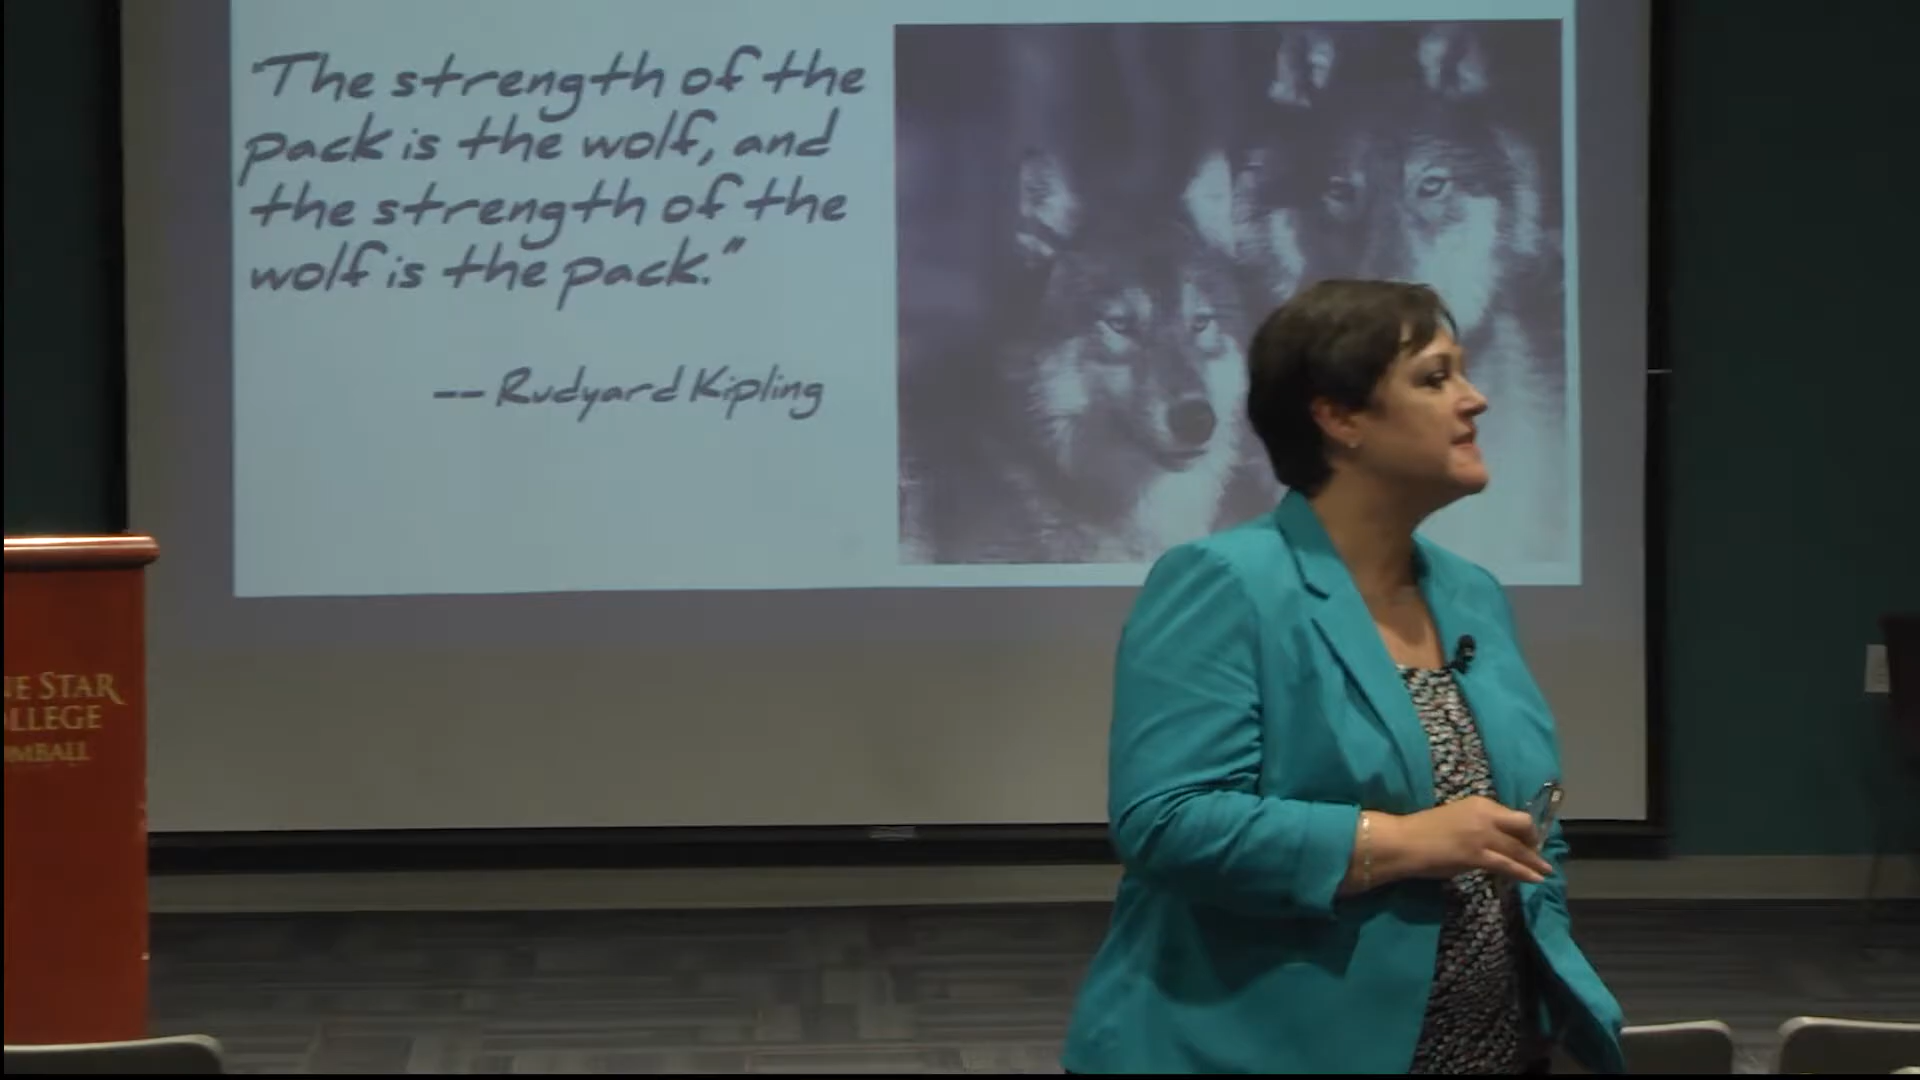 "The strength of the
pack is the wolf, and
the strength of the
wolf is the pack."
-- Rudyard Kipling
NE STAR
LLEGE
MBALL